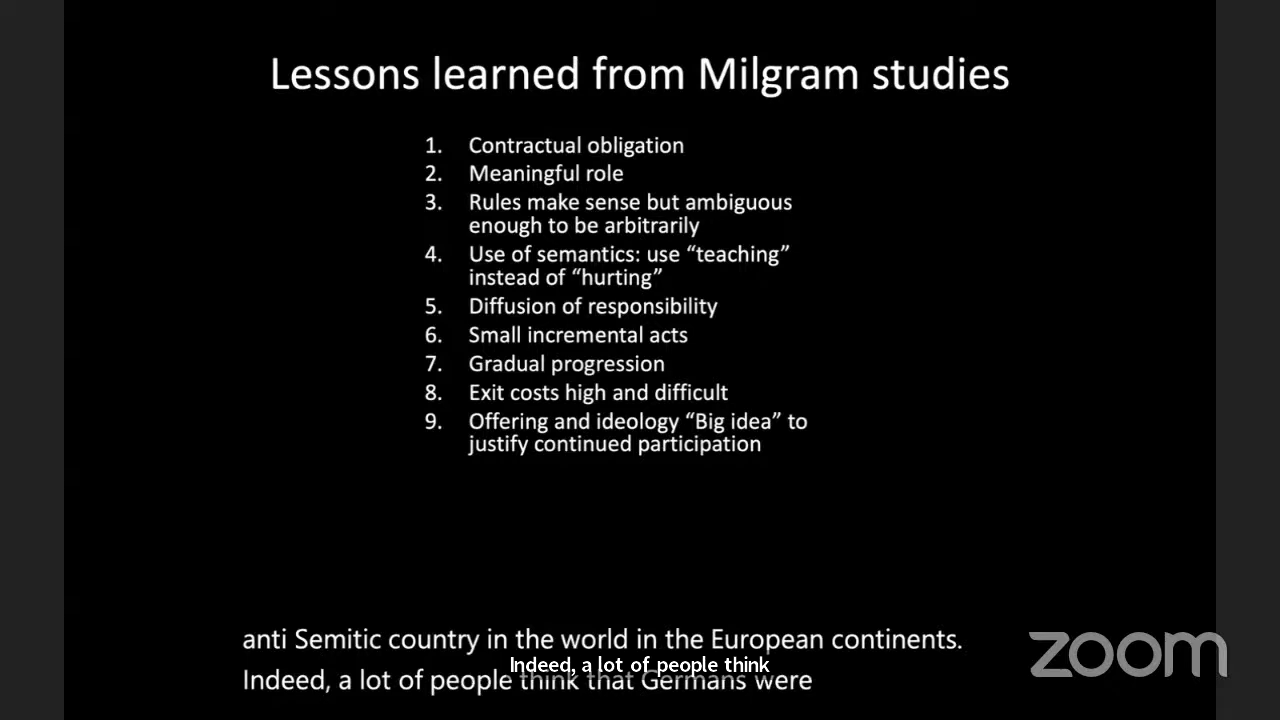 Lessons learned from Milgram studies
1. Contractual obligation
2. Meaningful role
3. Rules make sense but ambiguous
enough to be arbitrarily
4. Use of semantics: use “teaching”
instead of “hurting”
5. Diffusion of responsibility
6. Small incremental acts
7. Gradual progression
8. Exit costs high and difficult
9. Offering and ideology “Big idea” to
justify continued participation
anti Semitic country in the world in the European continents.
Indeed, a lot of people think
Indeed, a lot of people think that Germans were
zoom